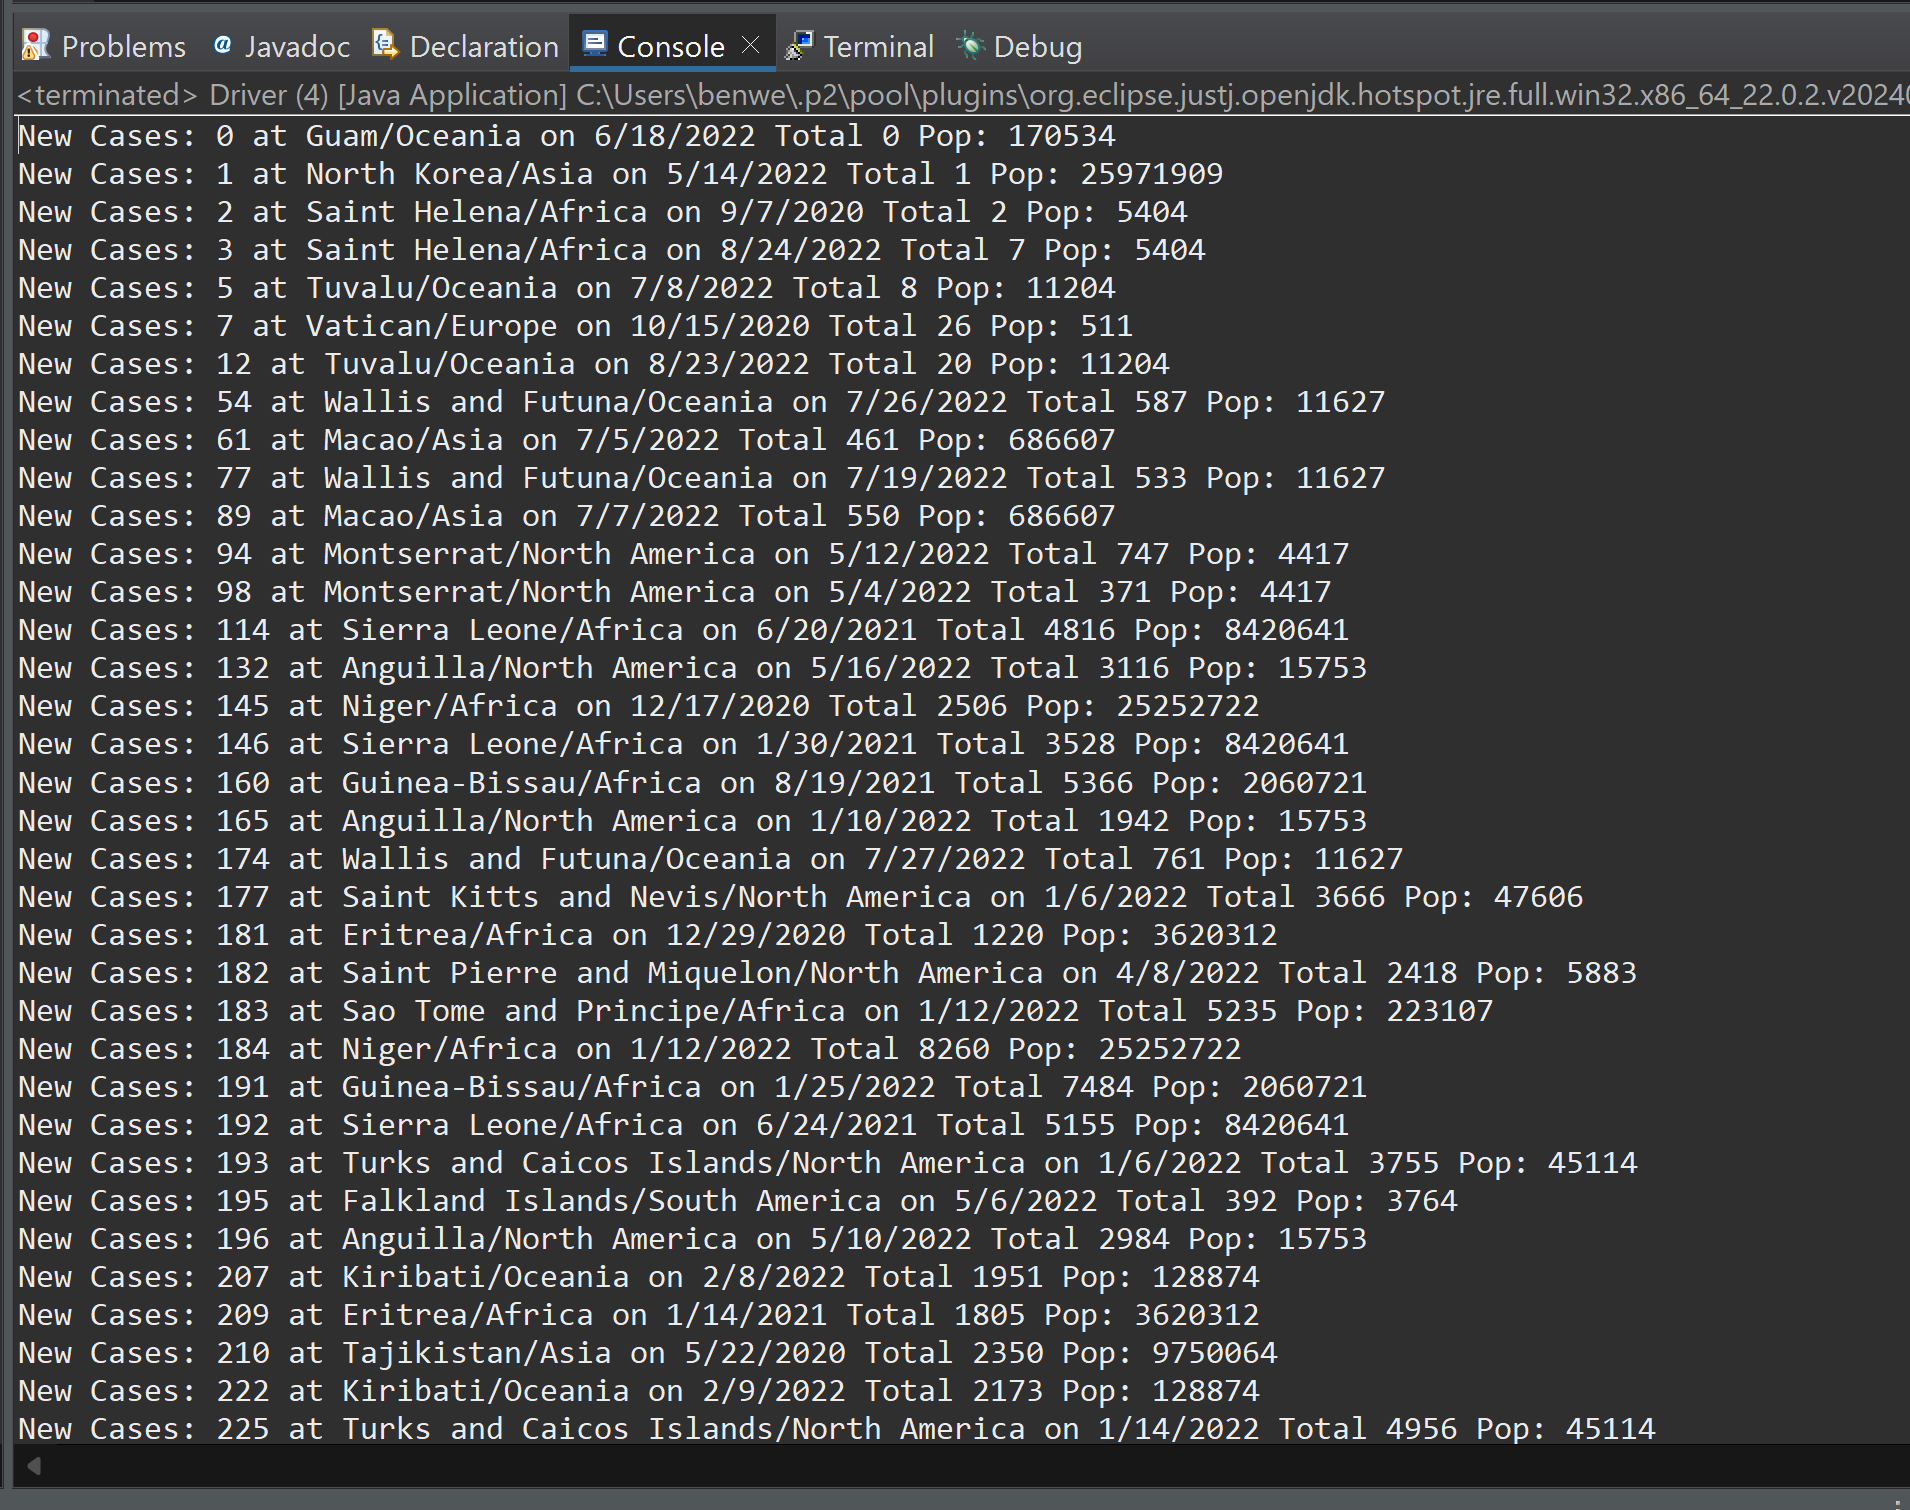 Problems Javadoc Declaration Console Terminal Debug
<terminated> Driver (4) [Java Application] C:\Users\benwe\.p2\pool\plugins\org.eclipse.justj.openjdk.hotspot.jre.full.win32.x86_64_22.0.2.v20240
New Cases: 0 at Guam/Oceania on 6/18/2022 Total 0 Pop: 170534
New Cases: 1 at North Korea/Asia on 5/14/2022 Total 1 Pop: 25971909
New Cases: 2 at Saint Helena/Africa on 9/7/2020 Total 2 Pop: 5404
New Cases: 3 at Saint Helena/Africa on 8/24/2022 Total 7 Pop: 5404
New Cases: 5 at Tuvalu/Oceania on 7/8/2022 Total 8 Pop: 11204
New Cases: 7 at Vatican/Europe on 10/15/2020 Total 26 Pop: 511
New Cases: 12 at Tuvalu/Oceania on 8/23/2022 Total 20 Pop: 11204
New Cases: 54 at Wallis and Futuna/Oceania on 7/26/2022 Total 587 Pop: 11627
New Cases: 61 at Macao/Asia on 7/5/2022 Total 461 Pop: 686607
New Cases: 77 at Wallis and Futuna/Oceania on 7/19/2022 Total 533 Pop: 11627
New Cases: 89 at Macao/Asia on 7/7/2022 Total 550 Pop: 686607
New Cases: 94 at Montserrat/North America on 5/12/2022 Total 747 Pop: 4417
New Cases: 98 at Montserrat/North America on 5/4/2022 Total 371 Pop: 4417
New Cases: 114 at Sierra Leone/Africa on 6/20/2021 Total 4816 Pop: 8420641
New Cases: 132 at Anguilla/North America on 5/16/2022 Total 3116 Pop: 15753
New Cases: 145 at Niger/Africa on 12/17/2020 Total 2506 Pop: 25252722
New Cases: 146 at Sierra Leone/Africa on 1/30/2021 Total 3528 Pop: 8420641
New Cases: 160 at Guinea-Bissau/Africa on 8/19/2021 Total 5366 Pop: 2060721
New Cases: 165 at Anguilla/North America on 1/10/2022 Total 1942 Pop: 15753
New Cases: 174 at Wallis and Futuna/Oceania on 7/27/2022 Total 761 Pop: 11627
New Cases: 177 at Saint Kitts and Nevis/North America on 1/6/2022 Total 3666 Pop: 47606
New Cases: 181 at Eritrea/Africa on 12/29/2020 Total 1220 Pop: 3620312
New Cases: 182 at Saint Pierre and Miquelon/North America on 4/8/2022 Total 2418 Pop: 5883
New Cases: 183 at Sao Tome and Principe/Africa on 1/12/2022 Total 5235 Pop: 223107
New Cases: 184 at Niger/Africa on 1/12/2022 Total 8260 Pop: 25252722
New Cases: 191 at Guinea-Bissau/Africa on 1/25/2022 Total 7484 Pop: 2060721
New Cases: 192 at Sierra Leone/Africa on 6/24/2021 Total 5155 Pop: 8420641
New Cases: 193 at Turks and Caicos Islands/North America on 1/6/2022 Total 3755 Pop: 45114
New Cases: 195 at Falkland Islands/South America on 5/6/2022 Total 392 Pop: 3764
New Cases: 196 at Anguilla/North America on 5/10/2022 Total 2984 Pop: 15753
New Cases: 207 at Kiribati/Oceania on 2/8/2022 Total 1951 Pop: 128874
New Cases: 209 at Eritrea/Africa on 1/14/2021 Total 1805 Pop: 3620312
New Cases: 210 at Tajikistan/Asia on 5/22/2020 Total 2350 Pop: 9750064
New Cases: 222 at Kiribati/Oceania on 2/9/2022 Total 2173 Pop: 128874
New Cases: 225 at Turks and Caicos Islands/North America on 1/14/2022 Total 4956 Pop: 45114